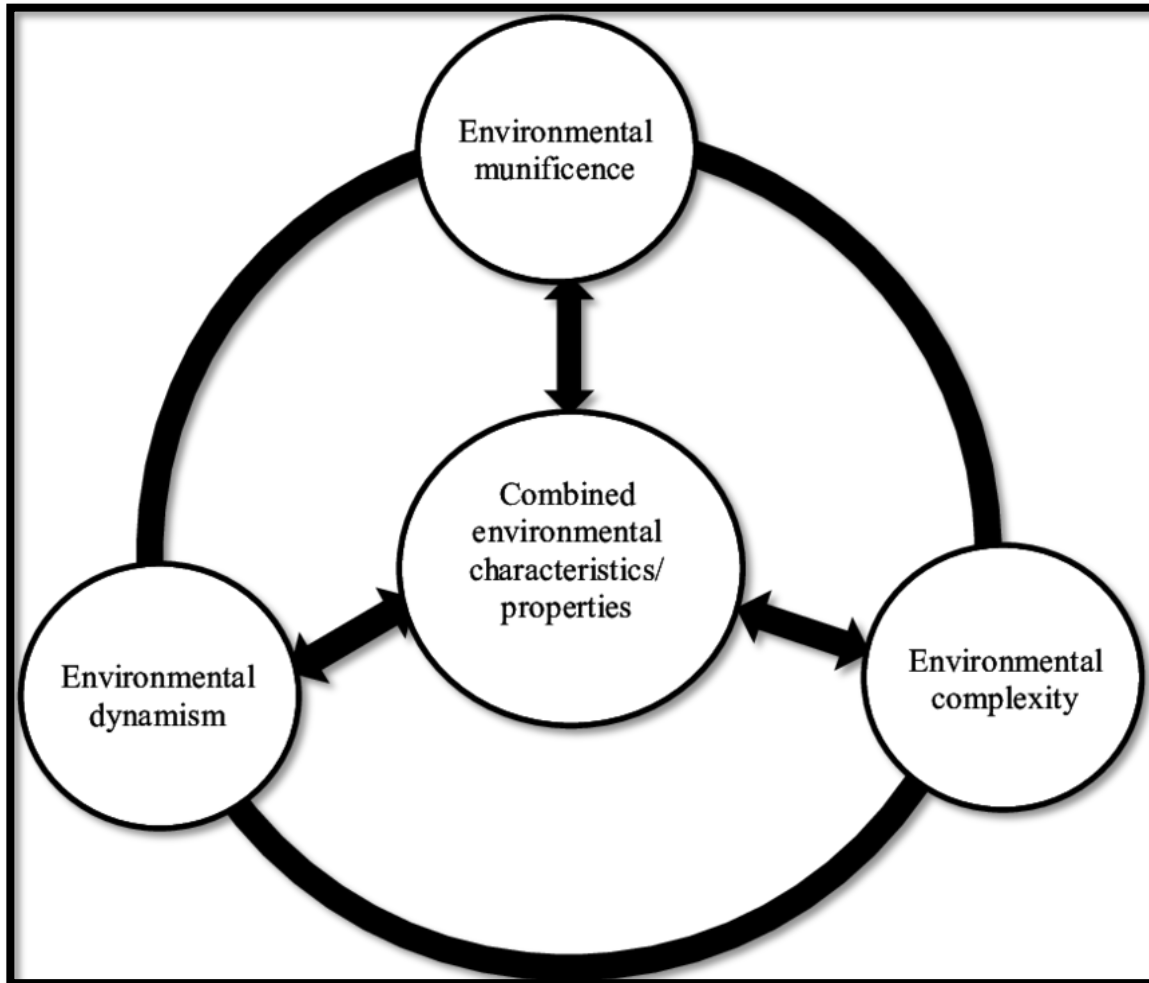 Environmental
munificence
Combined
environmental
characteristics/
properties
Environmental
dynamism
Environmental
complexity